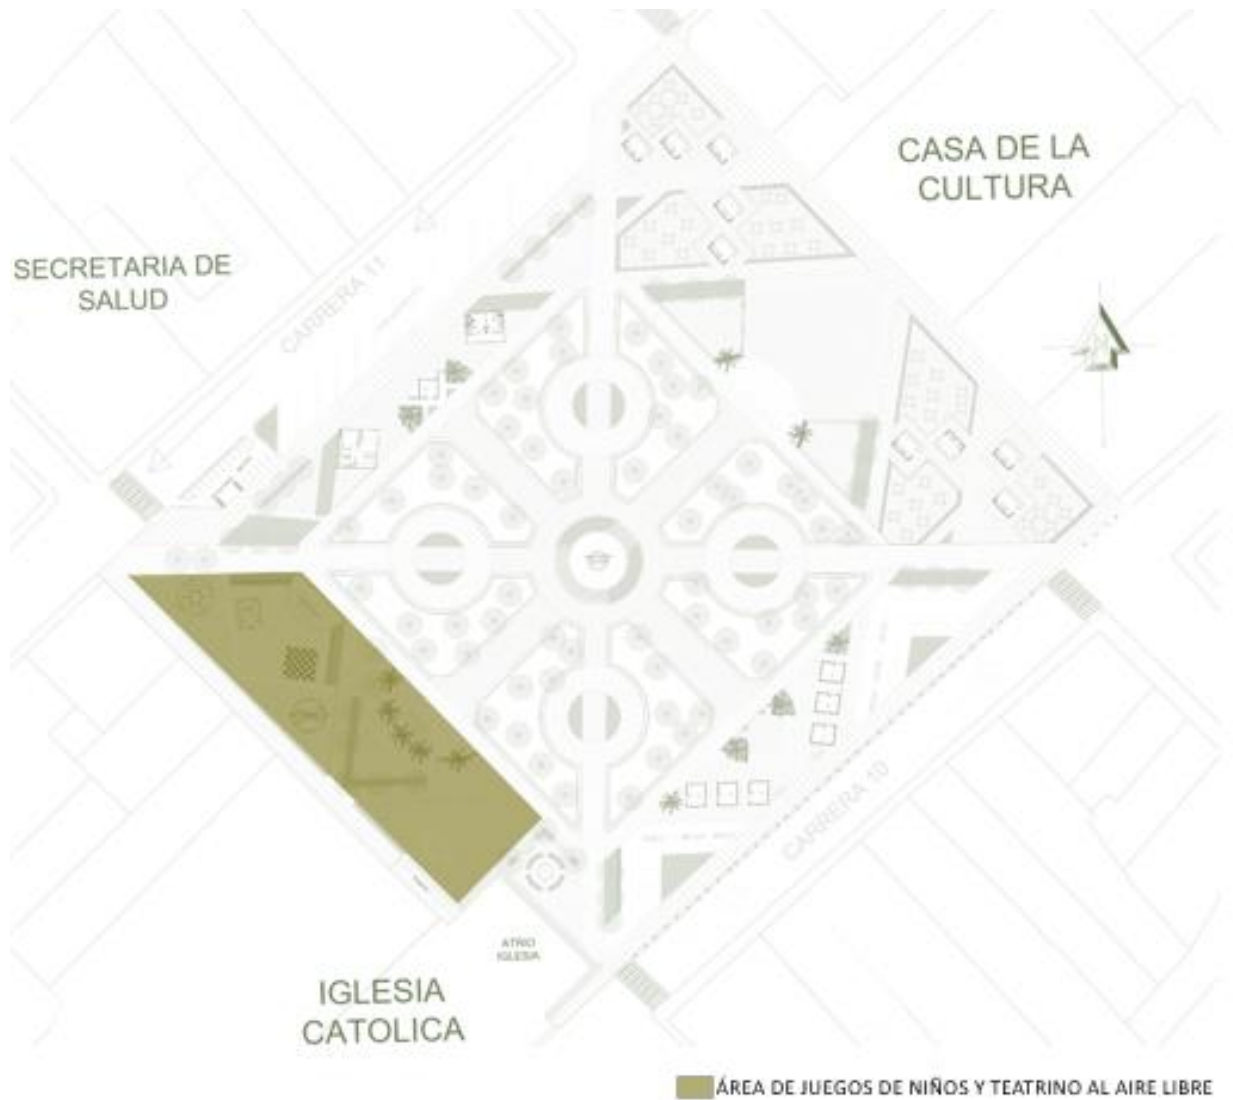 CASA DE LA
CULTURA
SECRETARIA DE
SALUD
CARRERA 11
CARRERA 10
ATRIO
IGLESIA
IGLESIA
CATOLICA
ÁREA DE JUEGOS DE NIÑOS Y TEATRINO AL AIRE LIBRE